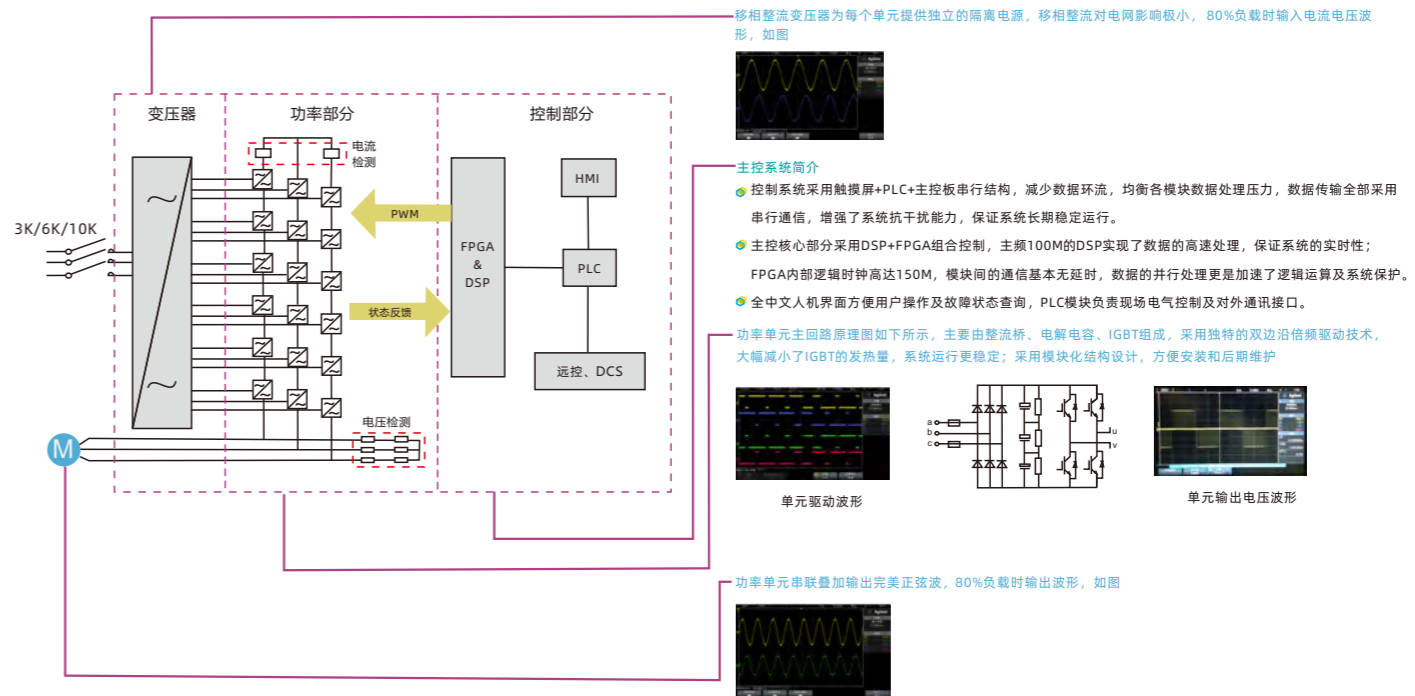 移相整流变压器为每个单元提供独立的隔离电源，移相整流对电网影响极小， 80%负载时输入电流电压波
形，如图
变压器
功率部分
控制部分
电流
检测
3K/6K/10K
PWM
状态反馈
FPGA
&
DSP
HMI
PLC
远控、DCS
电压检测
M
主控系统简介
控制系统采用触摸屏+PLC+主控板串行结构，减少数据环流，均衡各模块数据处理压力，数据传输全部采用
串行通信，增强了系统抗干扰能力，保证系统长期稳定运行。
主控核心部分采用DSP+FPGA组合控制，主频100M的DSP实现了数据的高速处理，保证系统的实时性；
FPGA内部逻辑时钟高达150M，模块间的通信基本无延时，数据的并行处理更是加速了逻辑运算及系统保护。
全中文人机界面方便用户操作及故障状态查询，PLC模块负责现场电气控制及对外通讯接口。
功率单元主回路原理图如下所示，主要由整流桥、电解电容、IGBT组成，采用独特的双边沿倍频驱动技术，
大幅减小了IGBT的发热量，系统运行更稳定；采用模块化结构设计，方便安装和后期维护
a
b
c
u
v
单元驱动波形
单元输出电压波形
功率单元串联叠加输出完美正弦波，80%负载时输出波形，如图